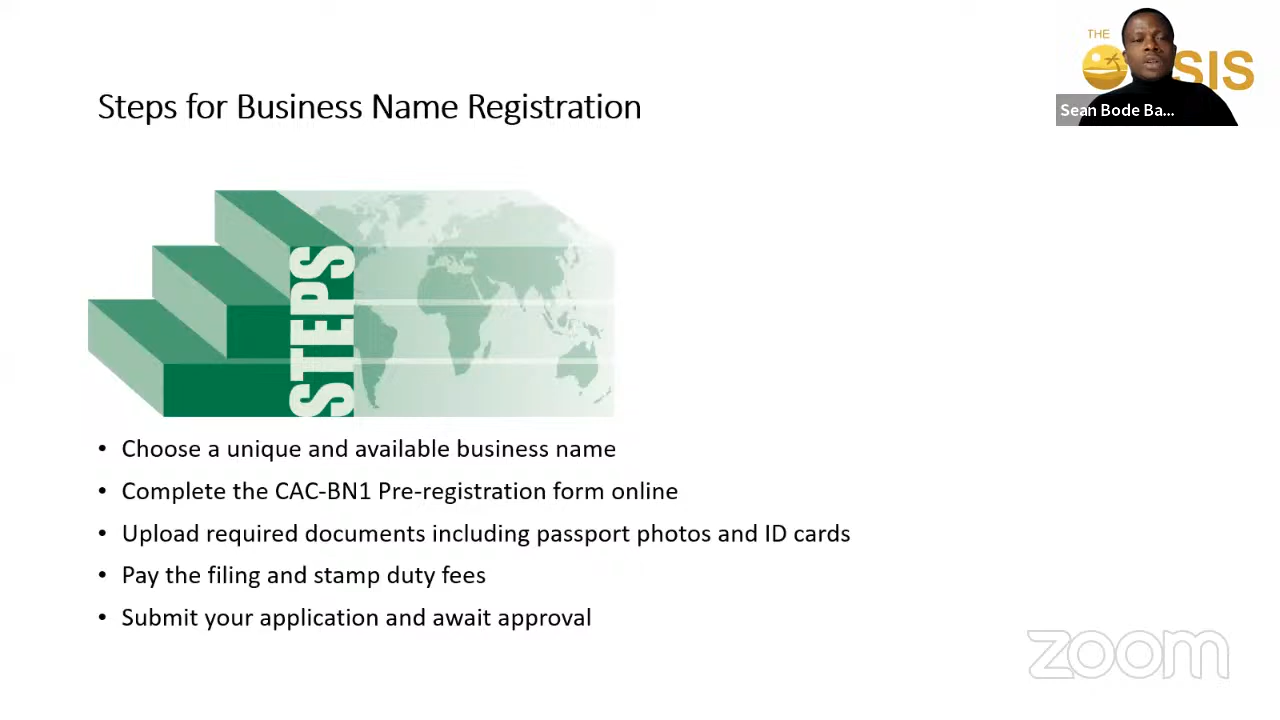 THE
SIS
Sean Bode Ba...
Steps for Business Name Registration
STEPS
• Choose a unique and available business name
• Complete the CAC-BN1 Pre-registration form online
• Upload required documents including passport photos and ID cards
• Pay the filing and stamp duty fees
• Submit your application and await approval
zoom